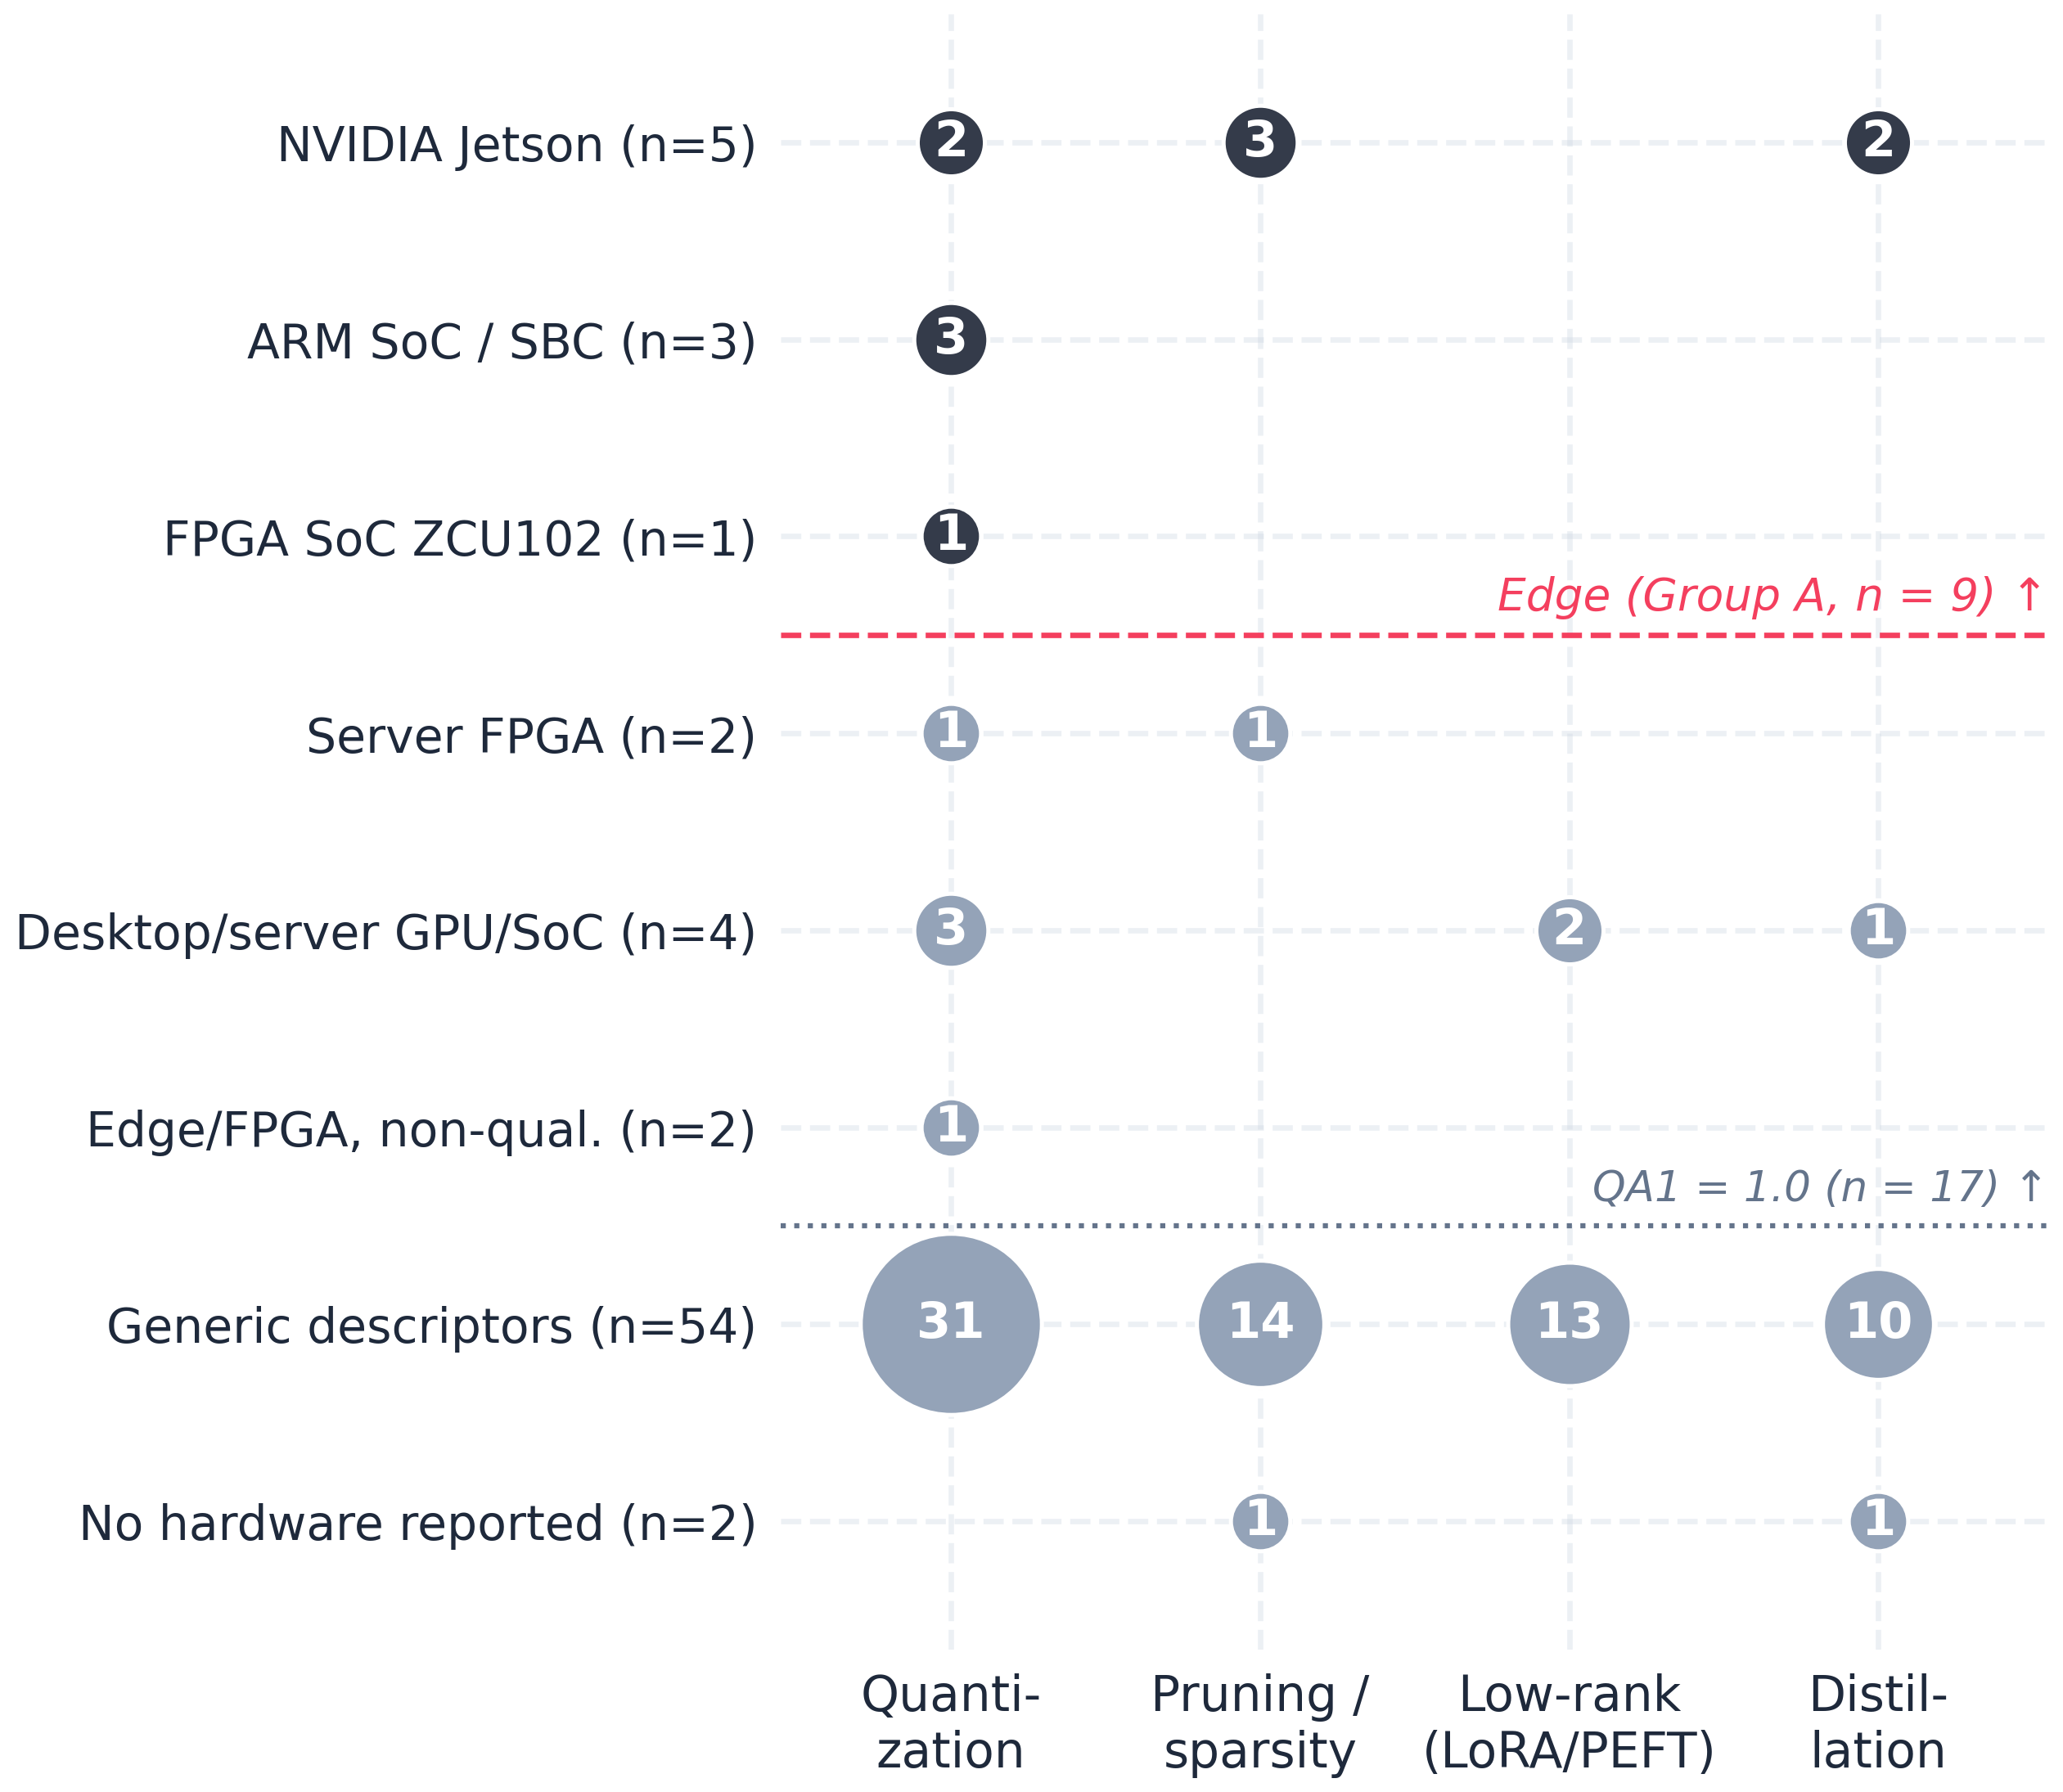 NVIDIA Jetson (n=5) 2 3 2
ARM SoC / SBC (n=3) 3
FPGA SoC ZCU102 (n=1) 1
Edge (Group A, n = 9) ↑
Server FPGA (n=2) 1 1
Desktop/server GPU/SoC (n=4) 3 2 1
Edge/FPGA, non-qual. (n=2) 1
QA1 = 1.0 (n = 17) ↑
Generic descriptors (n=54) 31 14 13 10
No hardware reported (n=2) 1 1
Quanti-
zation
Pruning /
sparsity
Low-rank
(LoRA/PEFT)
Distil-
lation